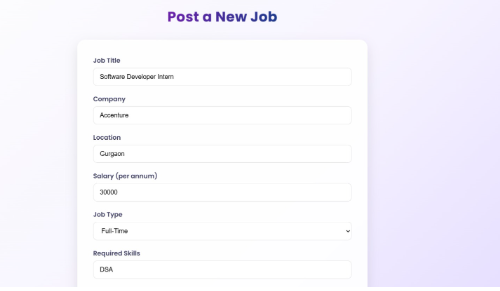 Post a New Job
Job Title
Software Developer Intern
Company
Accenture
Location
Gurgaon
Salary (per annum)
30000
Job Type
Full-Time
Required Skills
DSA